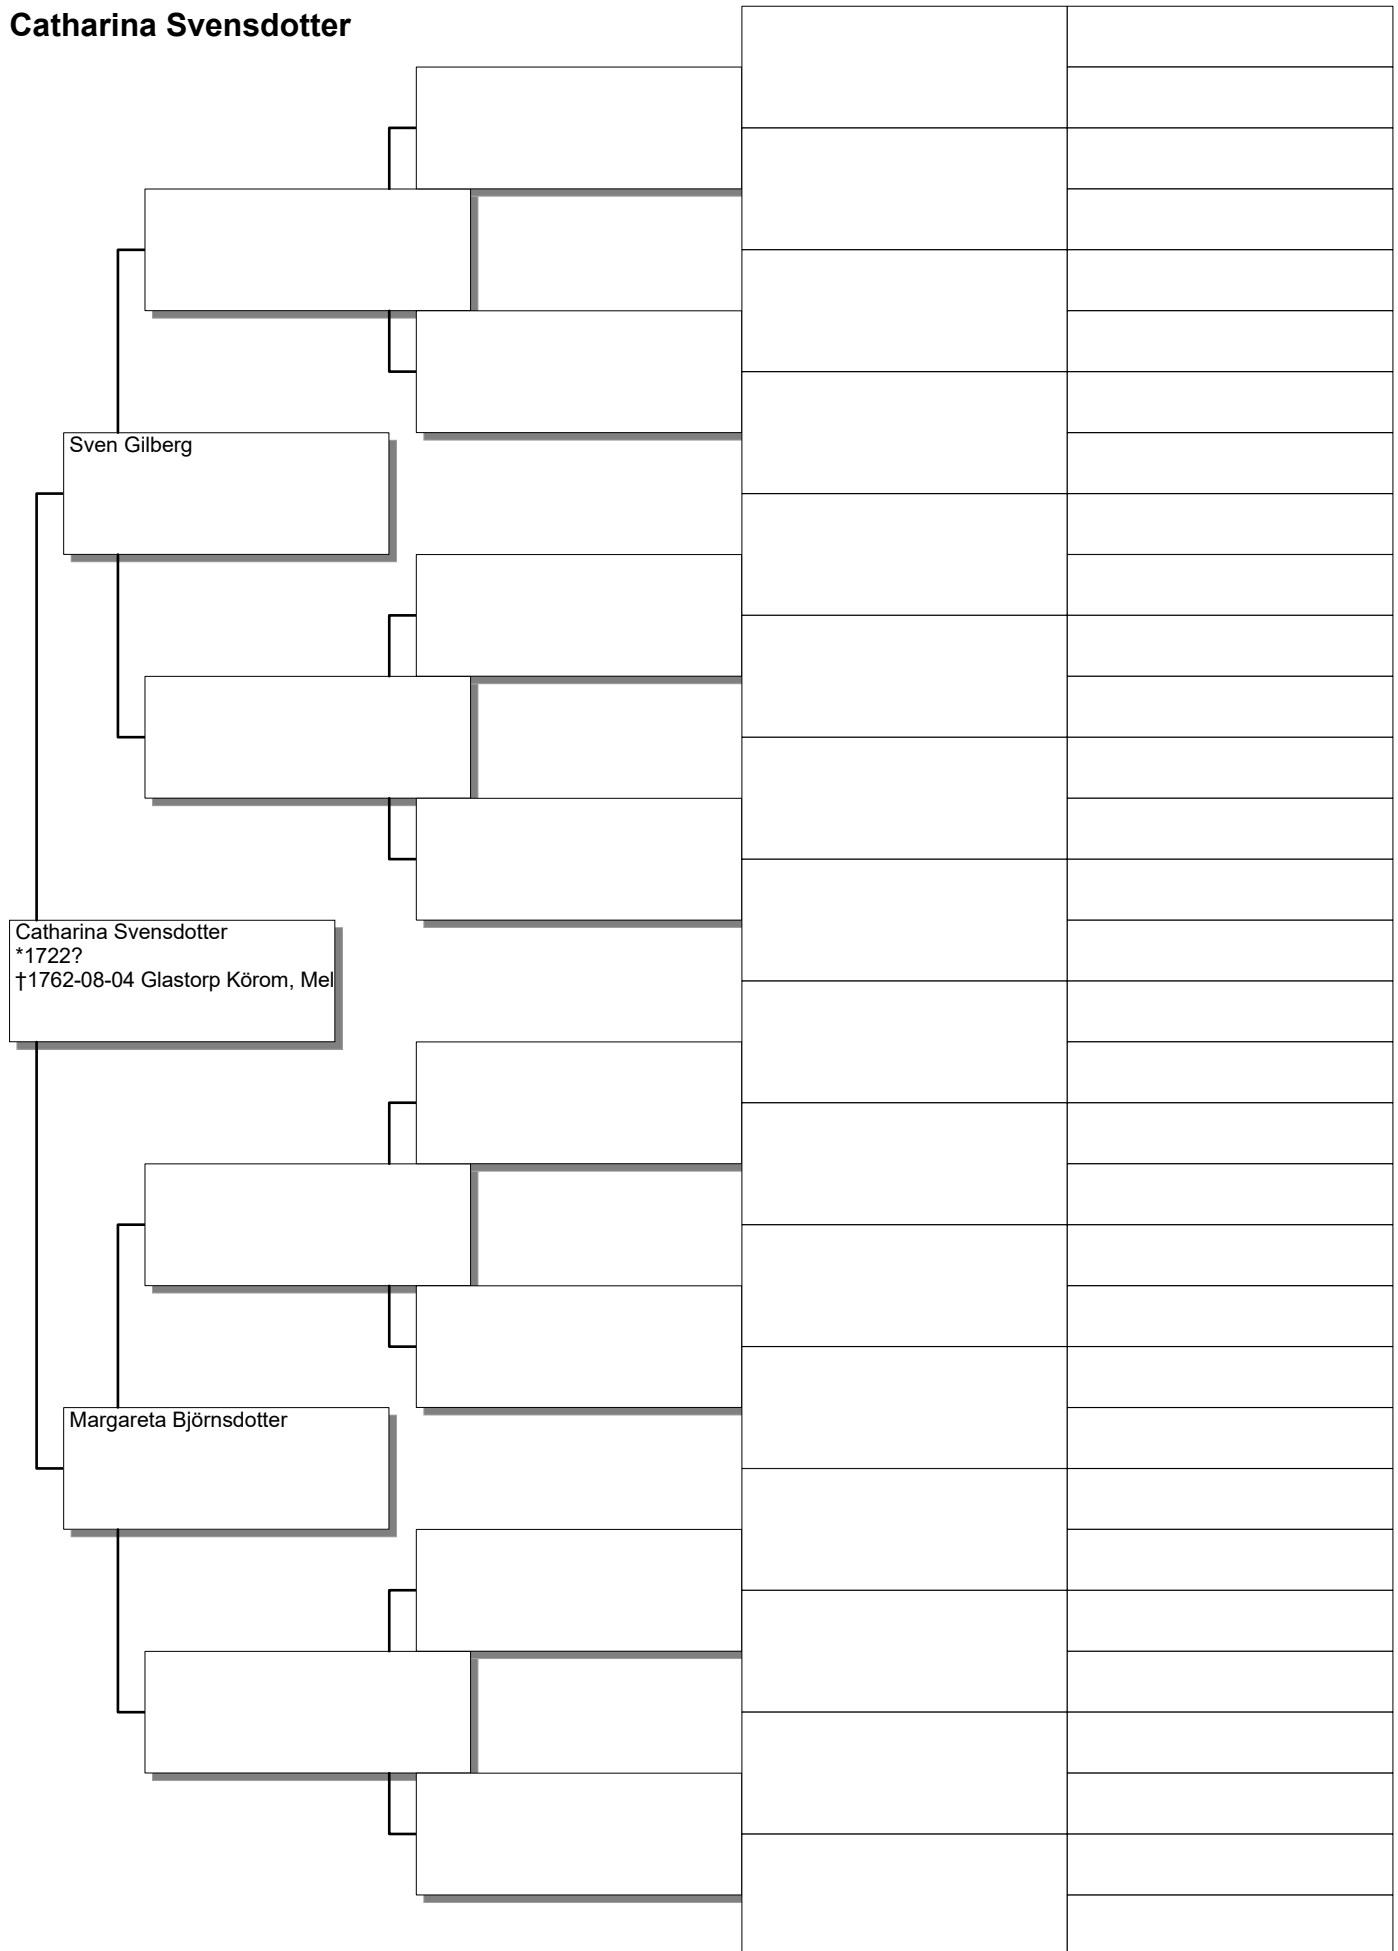 Catharina Svensdotter
Sven Gilberg
Catharina Svensdotter
*1722?
†1762-08-04 Glastorp Körom, Mel
Margareta Björnsdotter